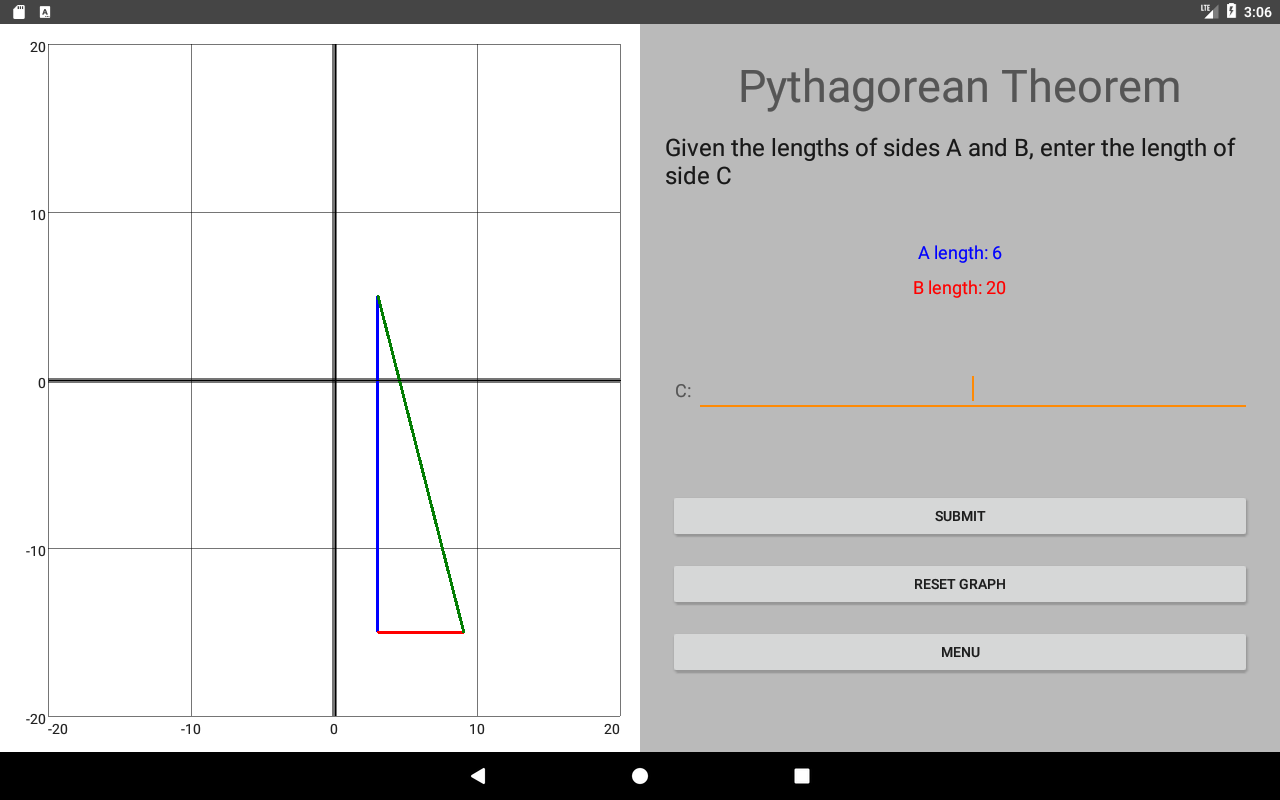 LTE 3:06
Pythagorean Theorem
Given the lengths of sides A and B, enter the length of
side C
A length: 6
B length: 20
C:
SUBMIT
RESET GRAPH
MENU
20
10
0
-10
-20
-20 -10 0 10 20